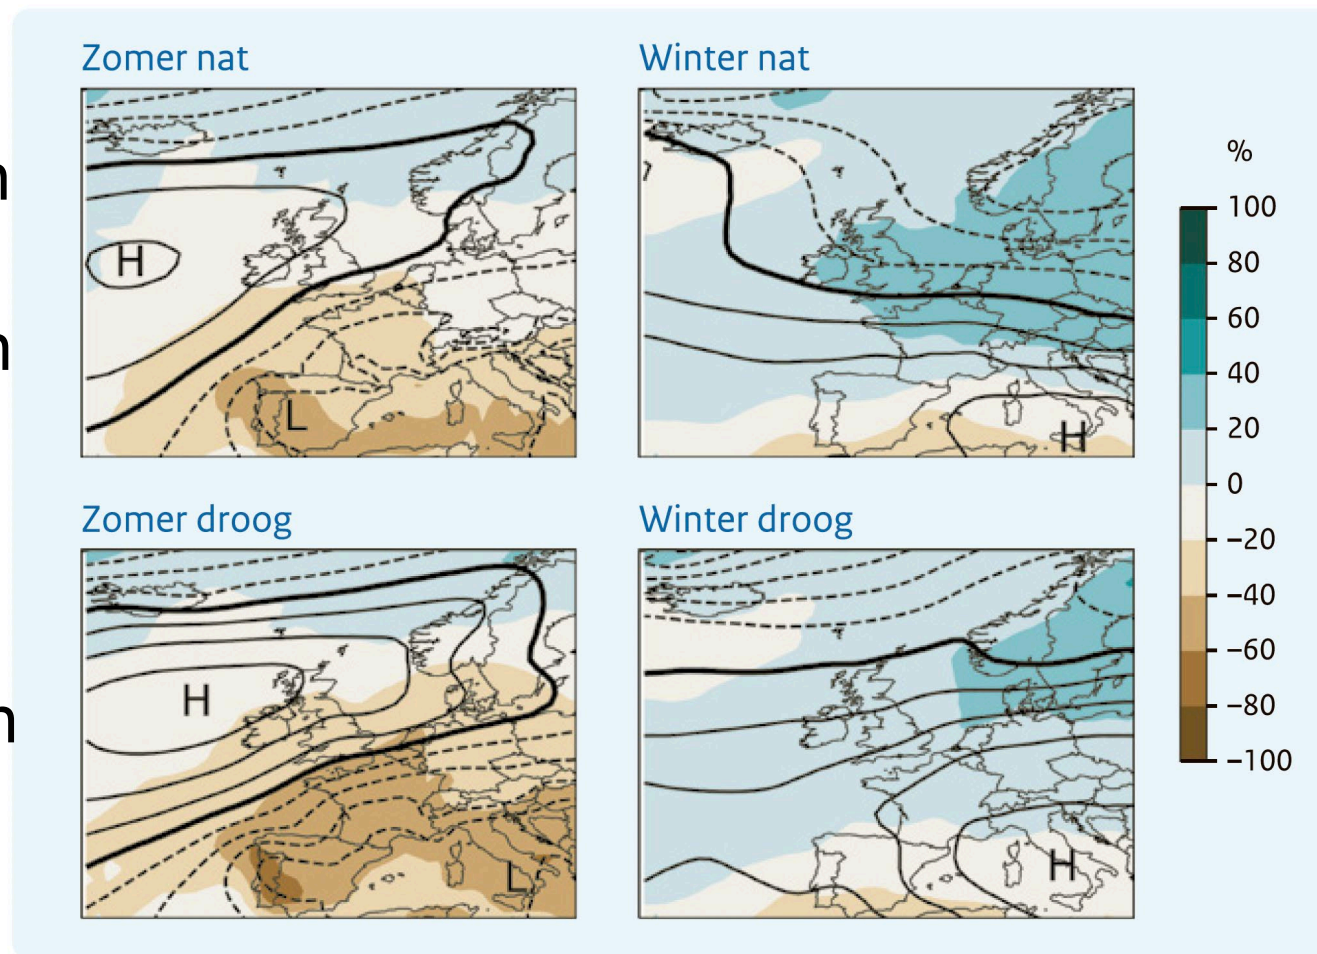 Zomer nat
Winter nat
H
L
H
Zomer droog
Winter droog
H
L
H
%
100
80
60
40
20
0
−20
−40
−60
−80
−100
n
n
n